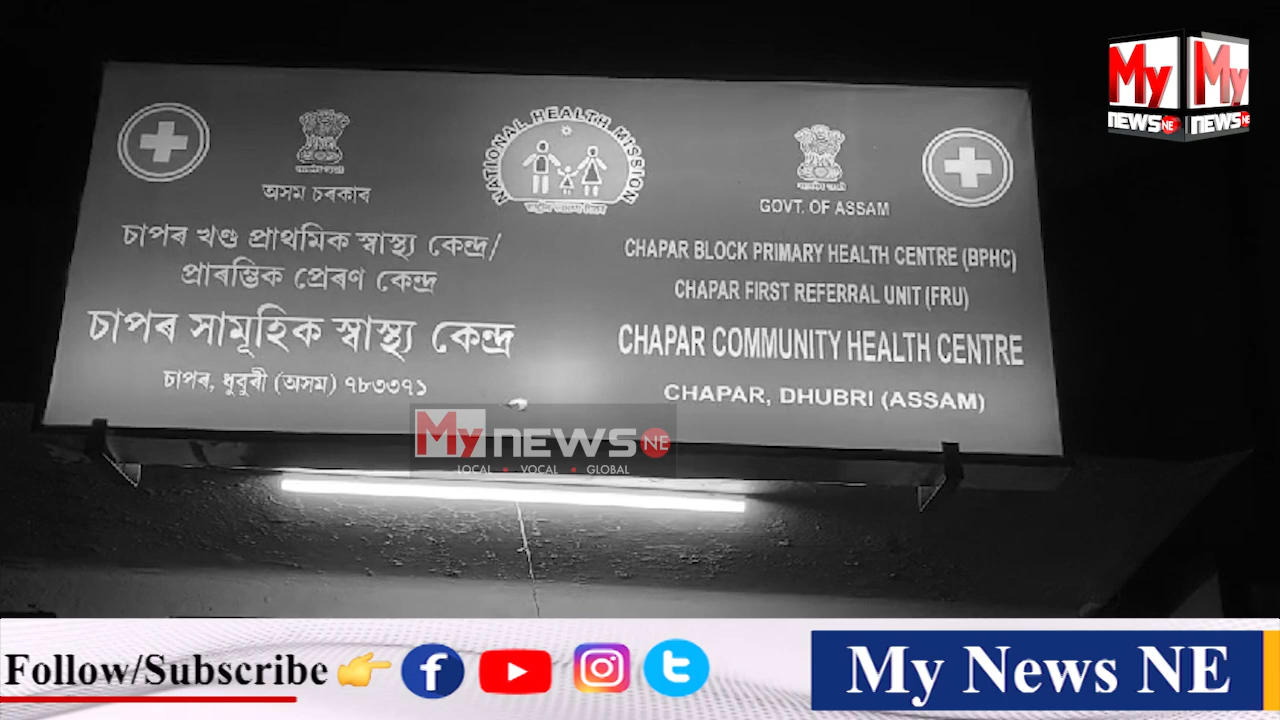 অসম চৰকাৰ
চাপৰ খণ্ড প্ৰাথমিক স্বাস্থ্য কেন্দ্ৰ/
প্ৰাৰম্ভিক প্ৰেৰণ কেন্দ্ৰ
চাপৰ সামূহিক স্বাস্থ্য কেন্দ্ৰ
চাপৰ, ধুবুৰী (অসম) ৭৮৩৩৭১
NATIONAL HEALTH MISSION
GOVT. OF ASSAM
CHAPAR BLOCK PRIMARY HEALTH CENTRE (BPHC)
CHAPAR FIRST REFERRAL UNIT (FRU)
CHAPAR COMMUNITY HEALTH CENTRE
CHAPAR, DHUBRI (ASSAM)
My My
NEWS NE NEWS NE
My NEWS NE
LOCAL • VOCAL • GLOBAL
Follow/Subscribe
My News NE